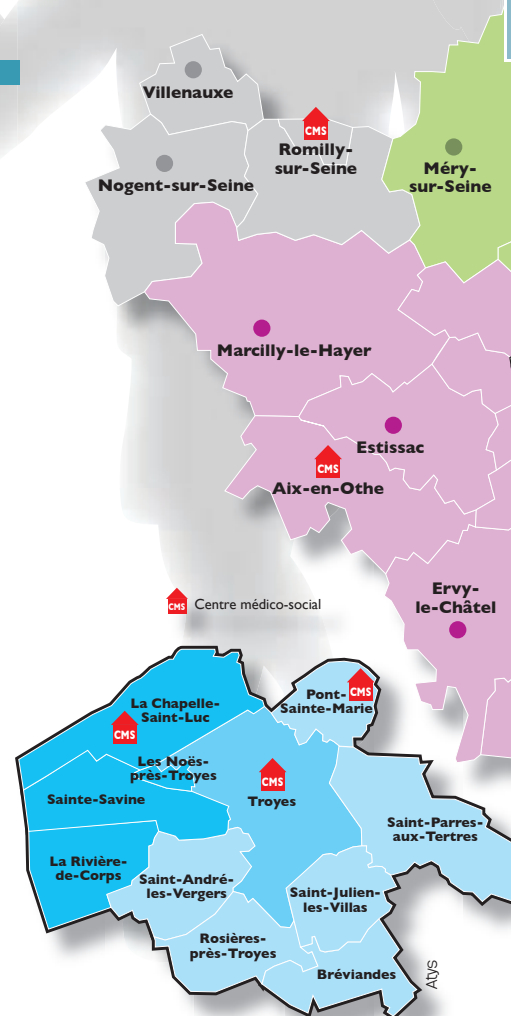 Villenauxe
CMS
Romilly-
sur-Seine
Nogent-sur-Seine
Méry-
sur-Seine
Marcilly-le-Hayer
Estissac
CMS
Aix-en-Othe
Ervy-
le-Châtel
CMS
Centre médico-social
La Chapelle-
Saint-Luc
CMS
Pont-
Sainte-Marie
CMS
Les Noës-
près-Troyes
CMS
Troyes
Sainte-Savine
Saint-Parres-
aux-Tertres
La Rivière-
de-Corps
Saint-André-
les-Vergers
Saint-Julien-
les-Villas
Rosières-
près-Troyes
Bréviandes
Atys